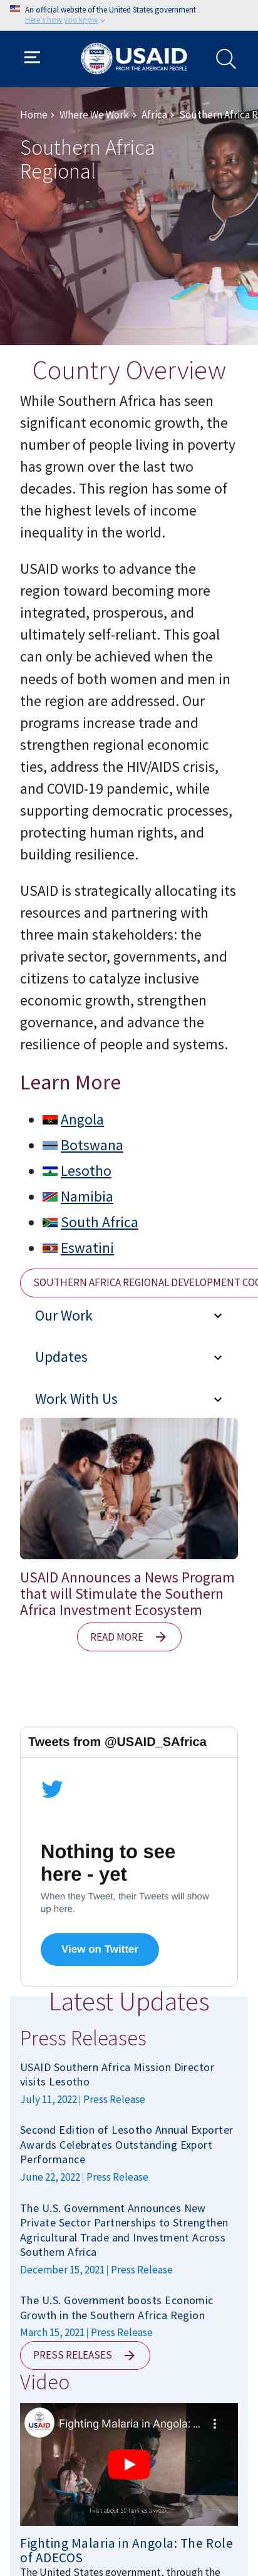 An official website of the United States government
Here's how you know
USAID
FROM THE AMERICAN PEOPLE
Home > Where We Work > Africa > Southern Africa R
Southern Africa
Regional
Country Overview
While Southern Africa has seen
significant economic growth, the
number of people living in poverty
has grown over the last two
decades. This region has some of
the highest levels of income
inequality in the world.
USAID works to advance the
region toward becoming more
integrated, prosperous, and
ultimately self-reliant. This goal
can only be achieved when the
needs of both women and men in
the region are addressed. Our
programs increase trade and
strengthen regional economic
ties, address the HIV/AIDS crisis,
and COVID-19 pandemic, while
supporting democratic processes,
protecting human rights, and
building resilience.
USAID is strategically allocating its
resources and partnering with
three main stakeholders: the
private sector, governments, and
citizens to catalyze inclusive
economic growth, strengthen
governance, and advance the
resilience of people and systems.
Learn More
• Angola
• Botswana
• Lesotho
• Namibia
• South Africa
• Eswatini
SOUTHERN AFRICA REGIONAL DEVELOPMENT COO
Our Work
Updates
Work With Us
USAID Announces a News Program
that will Stimulate the Southern
Africa Investment Ecosystem
READ MORE
Tweets from @USAID_SAfrica
Nothing to see
here - yet
When they Tweet, their Tweets will show
up here.
View on Twitter
Latest Updates
Press Releases
USAID Southern Africa Mission Director
visits Lesotho
July 11, 2022 | Press Release
Second Edition of Lesotho Annual Exporter
Awards Celebrates Outstanding Export
Performance
June 22, 2022 | Press Release
The U.S. Government Announces New
Private Sector Partnerships to Strengthen
Agricultural Trade and Investment Across
Southern Africa
December 15, 2021 | Press Release
The U.S. Government boosts Economic
Growth in the Southern Africa Region
March 15, 2021 | Press Release
PRESS RELEASES
Video
USAID
Fighting Malaria in Angola: ...
I visit about 10 families a week.
Fighting Malaria in Angola: The Role
of ADECOS
The United States government, through the